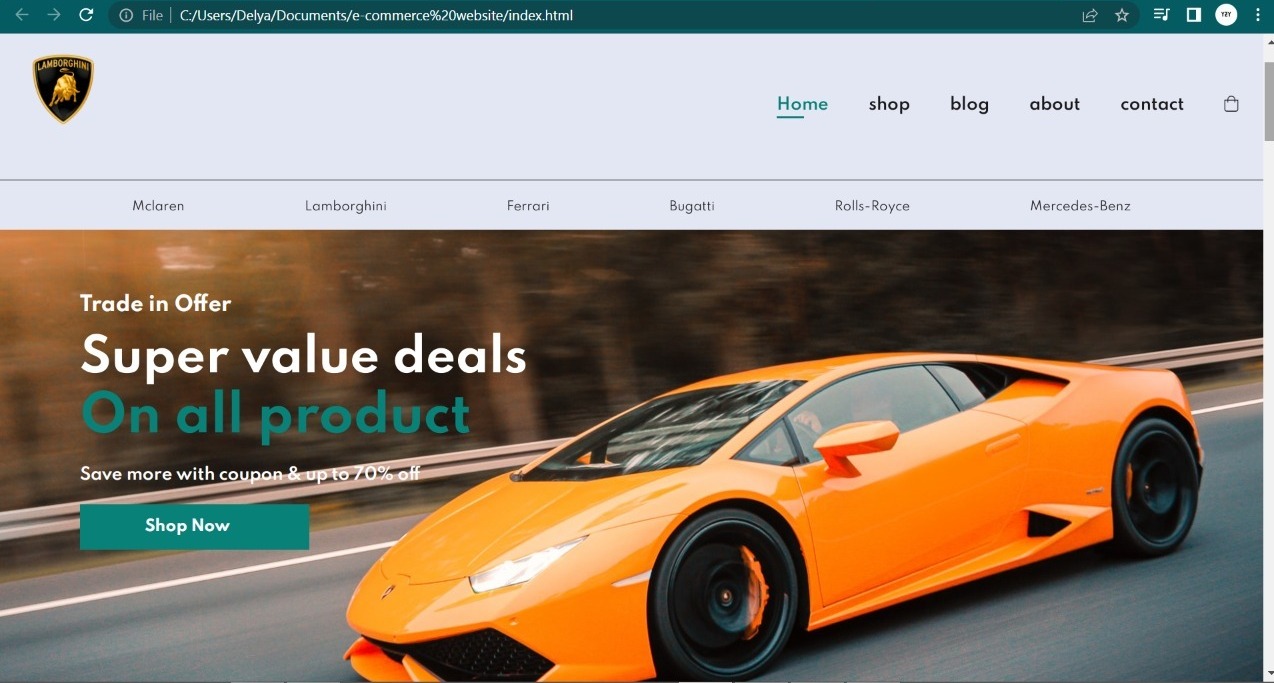 File | C:/Users/Delya/Documents/e-commerce%20website/index.html
YZY
LAMBORGHINI
Home shop blog about contact
Mclaren Lamborghini Ferrari Bugatti Rolls-Royce Mercedes-Benz
Trade in Offer
Super value deals
On all product
Save more with coupon & up to 70% off
Shop Now